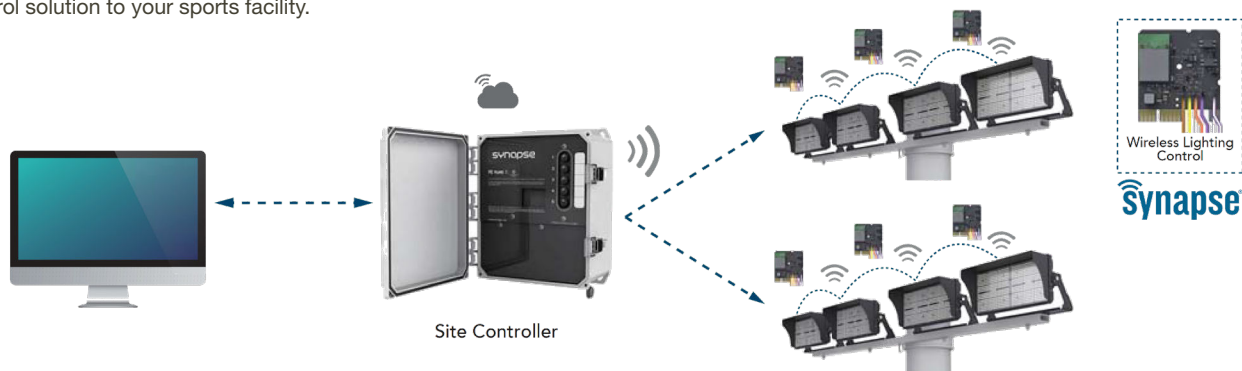 rol solution to your sports facility.
synapse
Site Controller
Wireless Lighting
Control
synapse